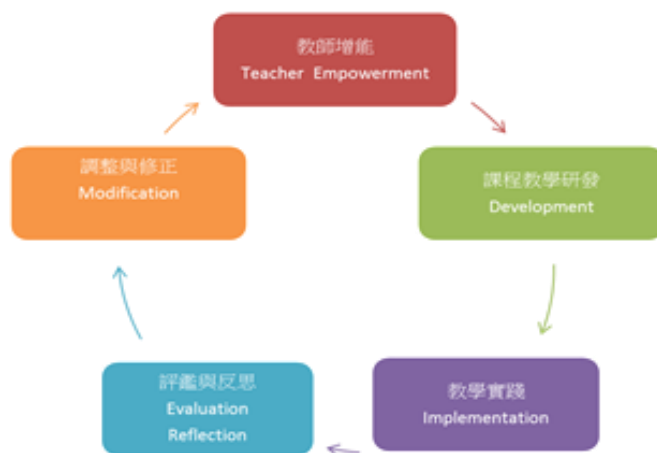 教師增能
Teacher Empowerment
課程教學研發
Development
教學實踐
Implementation
評鑑與反思
Evaluation
Reflection
調整與修正
Modification